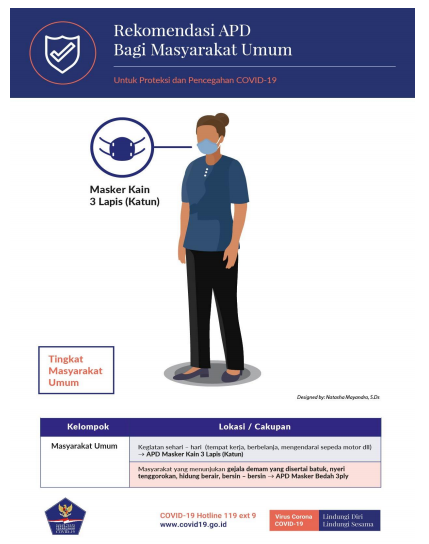 Rekomendasi APD
Bagi Masyarakat Umum
Untuk Proteksi dan Pencegahan COVID-19
Masker Kain
3 Lapis (Katun)
Tingkat
Masyarakat
Umum
Designed by: Natasha Mayandra, S.Ds
Kelompok
Lokasi / Cakupan
Masyarakat Umum
Kegiatan sehari – hari (tempat kerja, berbelanja, mengendarai sepeda motor dll)
→ APD Masker Kain 3 Lapis (Katun)
Masyarakat yang menunjukan gejala demam yang disertai batuk, nyeri
tenggorokan, hidung berair, bersin – bersin → APD Masker Bedah 3ply
COVID-19 Hotline 119 ext 9
www.covid19.go.id
Virus Corona
COVID-19
Lindungi Diri
Lindungi Sesama